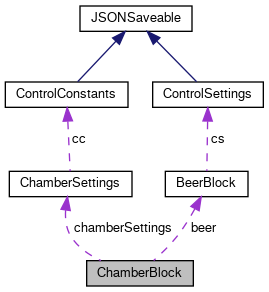 JSONSaveable
ControlConstants
ControlSettings
cc
cs
ChamberSettings
BeerBlock
chamberSettings
beer
ChamberBlock